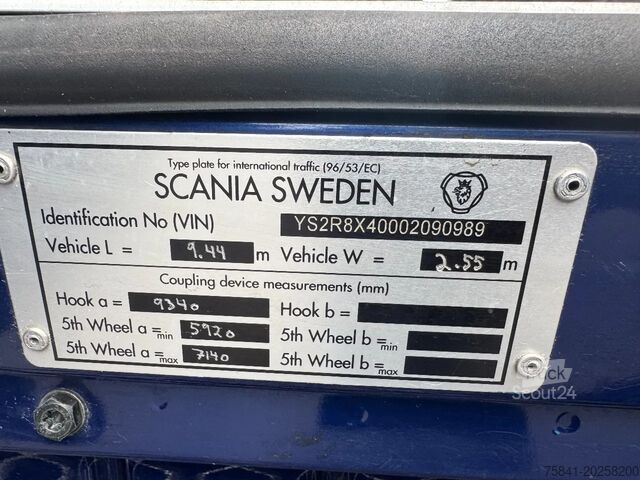 Type plate for international traffic (96/53/EC)
SCANIA SWEDEN
Identification No (VIN) YS2R8X40002090989
Vehicle L = 9.44 m Vehicle W = 2.55 m
Coupling device measurements (mm)
Hook a = 9340 Hook b =
5th Wheel a =min 5920 5th Wheel b =min
5th Wheel a =max 7140 5th Wheel b =max
Truck
Scout24
75841-20258200